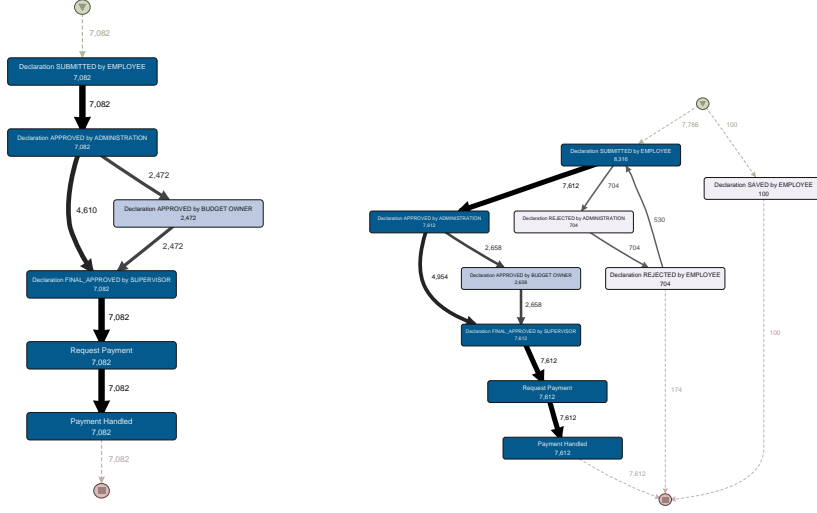 7,082
Declaration SUBMITTED by EMPLOYEE
7,082
7,082
Declaration APPROVED by ADMINISTRATION
7,082
2,472
4,610
Declaration APPROVED by BUDGET OWNER
2,472
2,472
Declaration FINAL_APPROVED by SUPERVISOR
7,082
7,082
Request Payment
7,082
7,082
Payment Handled
7,082
7,082
7,786
100
Declaration SUBMITTED by EMPLOYEE
8,316
Declaration SAVED by EMPLOYEE
100
7,612
704
530
Declaration APPROVED by ADMINISTRATION
7,612
Declaration REJECTED by ADMINISTRATION
704
2,658
704
4,954
Declaration APPROVED by BUDGET OWNER
2,658
Declaration REJECTED by EMPLOYEE
704
2,658
Declaration FINAL_APPROVED by SUPERVISOR
7,612
100
7,612
Request Payment
7,612
174
7,612
Payment Handled
7,612
7,612